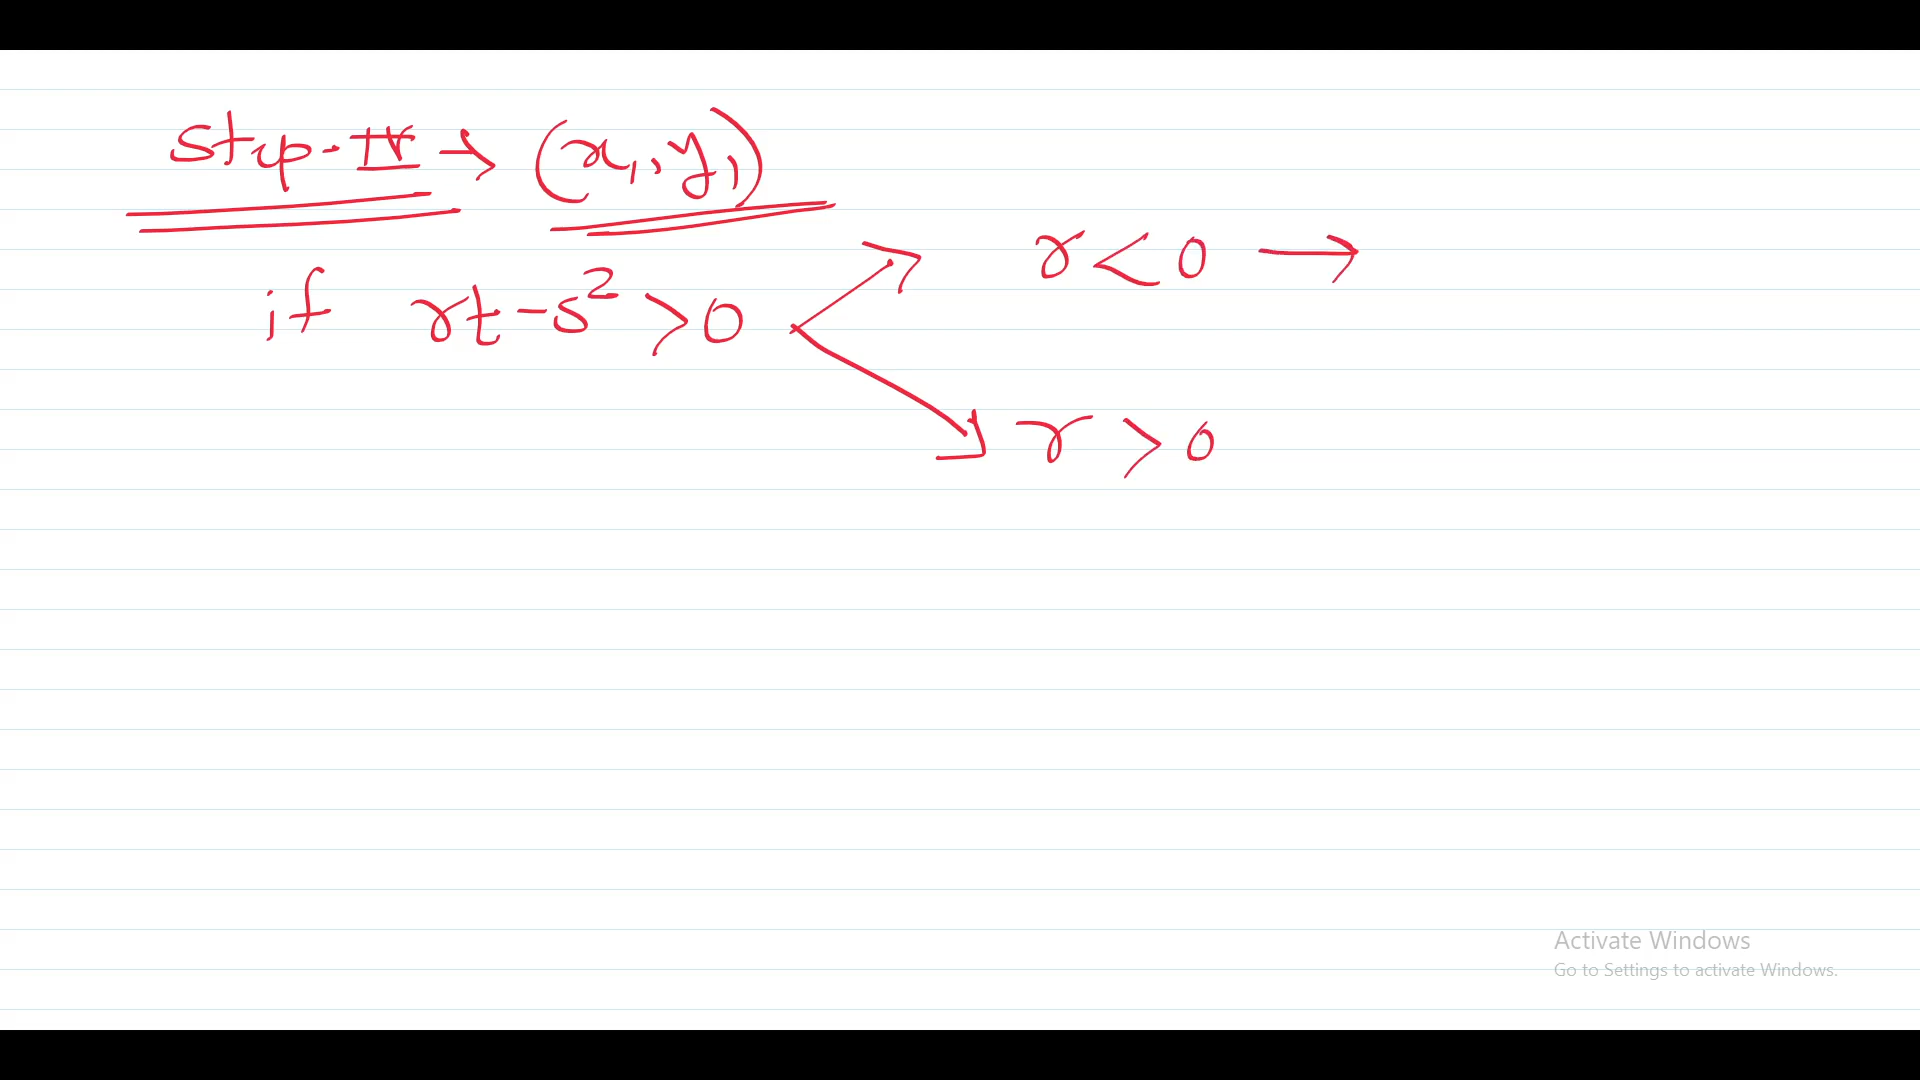 step-IV → (x₁, y₁)
if rt-s² >0
r<0 →
r >0
Activate Windows
Go to Settings to activate Windows.